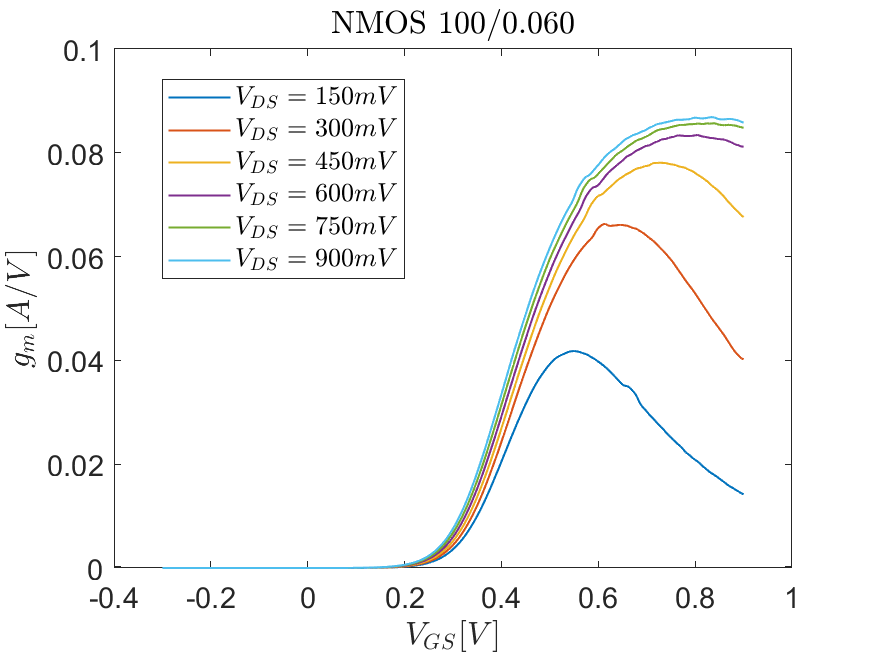 NMOS 100/0.060
0.1
0.08
0.06
0.04
0.02
0
g_m[A/V]
V_DS = 150mV
V_DS = 300mV
V_DS = 450mV
V_DS = 600mV
V_DS = 750mV
V_DS = 900mV
-0.4 -0.2 0 0.2 0.4 0.6 0.8 1
V_GS[V]